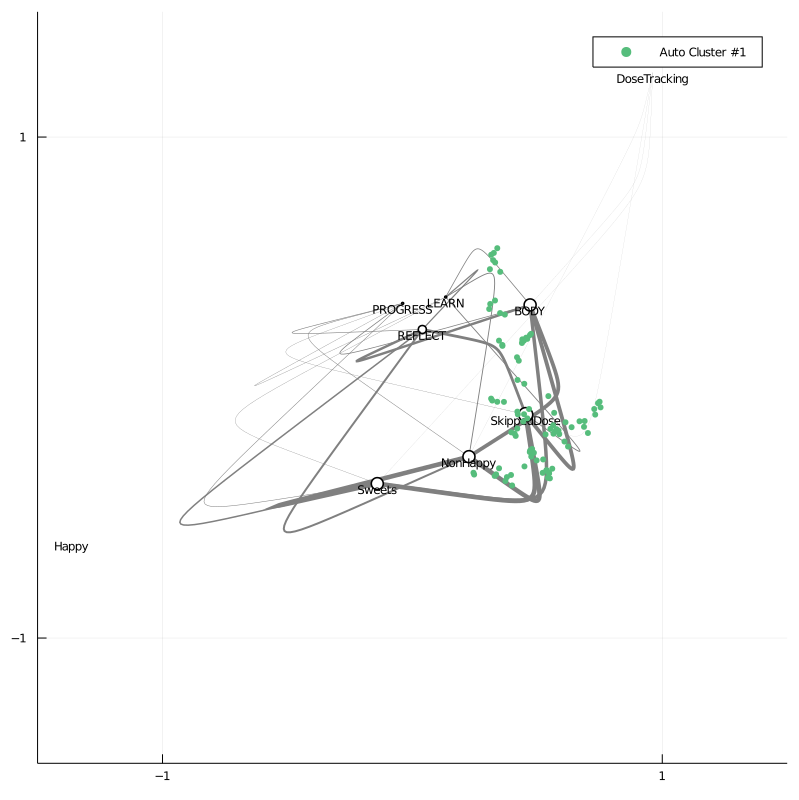 Auto Cluster #1
DoseTracking
1
LEARN
PROGRESS
BODY
REFLECT
SkippedDose
NonHappy
Sweets
Happy
−1
−1
1